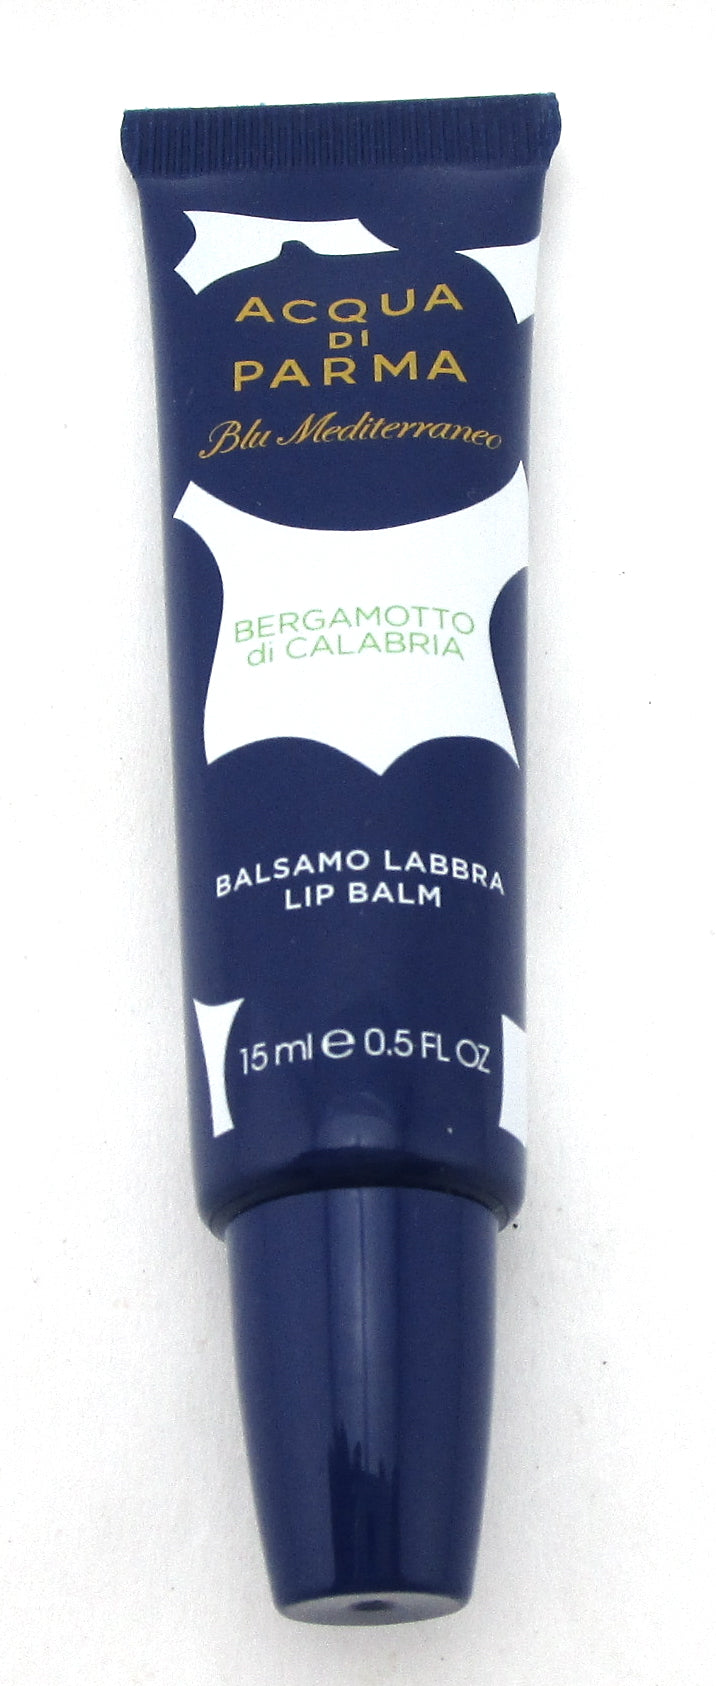 ACQUA
DI
PARMA
Blu Mediterraneo
BERGAMOTTO
di CALABRIA
BALSAMO LABBRA
LIP BALM
15 ml ℮ 0.5 FL OZ